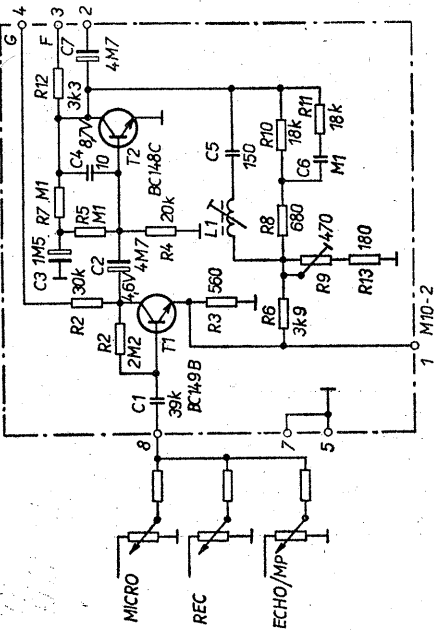 4
G
3
F
2
C7
4M7
R12
3k3
8,7V
C4
10
T2
BC148C
R7 M1
R5
M1
C3 1M5
R4
20k
C2
4M7
4,6V
R2
30k
R2
2M2
T1
BC149B
C1
39k
R3
560
C5
150
L1
R10
18k
R11
18k
C6
M1
R8
680
R9
470
R13
180
R6
3k9
1
M10-2
8
7
5
MICRO
REC
ECHO/MP